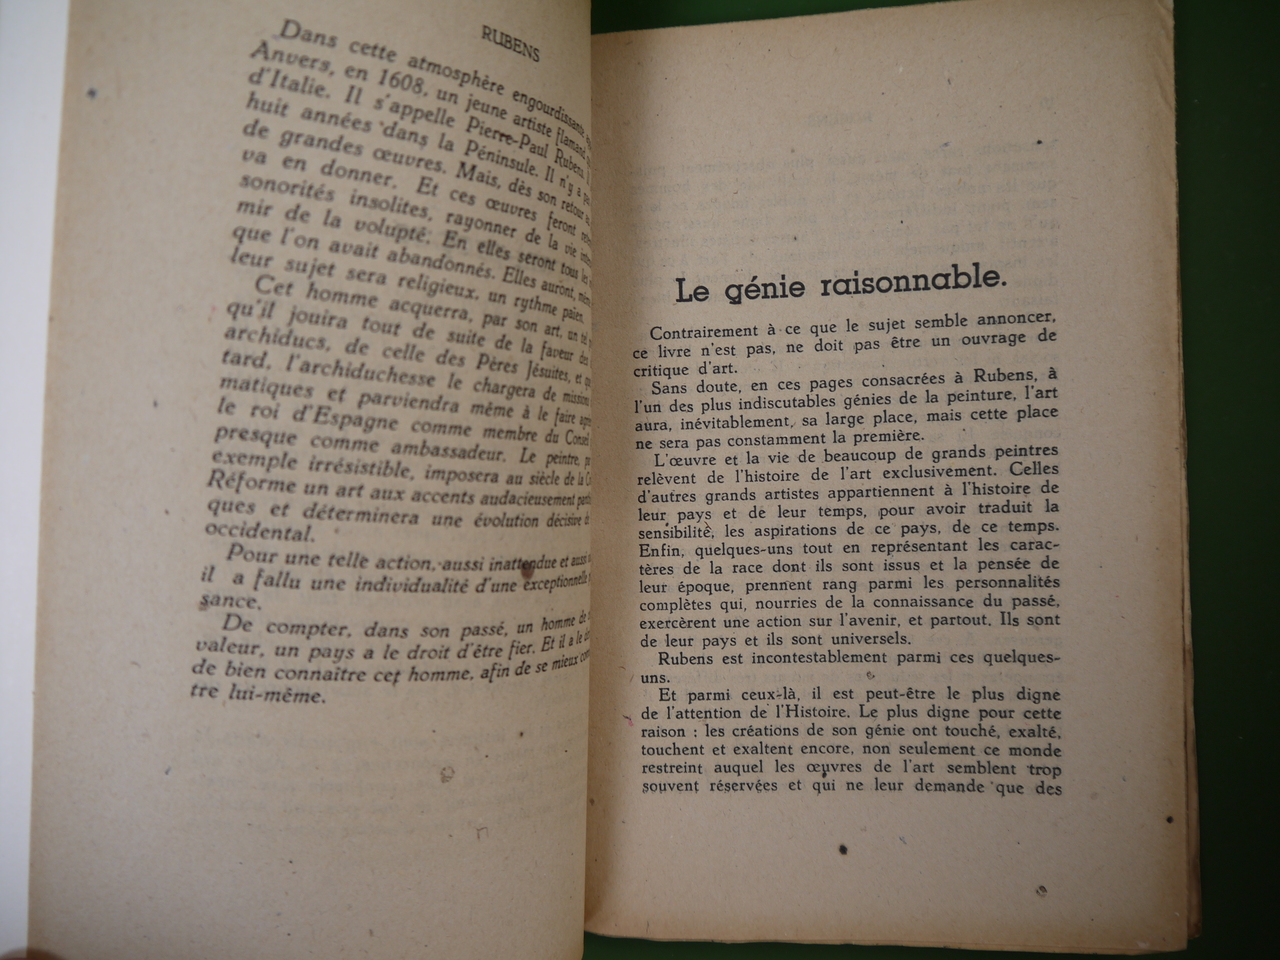 RUBENS
Dans cette atmosphère engourdissante,
Anvers, en 1608, un jeune artiste flamand
d'Italie. Il s'appelle Pierre-Paul Rubens.
huit années dans la Péninsule. Il n'y a
de grandes œuvres. Mais, dès son retour
va en donner. Et ces œuvres feront
sonorités insolites, rayonner de la vie
mir de la volupté. En elles seront tous les
que l'on avait abandonnés. Elles auront, même
leur sujet sera religieux, un rythme païen.
Cet homme acquerra, par son art, un tel
qu'il jouira tout de suite de la faveur des
archiducs, de celle des Pères Jésuites, et
tard, l'archiduchesse le chargera de mission
matiques et parviendra même à le faire
le roi d'Espagne comme membre du Conseil
presque comme ambassadeur. Le peintre,
exemple irrésistible, imposera au siècle de la
Réforme un art aux accents audacieusement
ques et déterminera une évolution décisive
occidental.
Pour une telle action, aussi inattendue et aussi
il a fallu une individualité d'une exceptionnelle
sance.
De compter, dans son passé, un homme de
valeur, un pays a le droit d'être fier. Et il a le
de bien connaître cet homme, afin de se mieux
tre lui-même.
Le génie raisonnable.
Contrairement à ce que le sujet semble annoncer,
ce livre n'est pas, ne doit pas être un ouvrage de
critique d'art.
Sans doute, en ces pages consacrées à Rubens, à
l'un des plus indiscutables génies de la peinture, l'art
aura, inévitablement, sa large place, mais cette place
ne sera pas constamment la première.
L'œuvre et la vie de beaucoup de grands peintres
relèvent de l'histoire de l'art exclusivement. Celles
d'autres grands artistes appartiennent à l'histoire de
leur pays et de leur temps, pour avoir traduit la
sensibilité, les aspirations de ce pays, de ce temps.
Enfin, quelques-uns tout en représentant les carac-
tères de la race dont ils sont issus et la pensée de
leur époque, prennent rang parmi les personnalités
complètes qui, nourries de la connaissance du passé,
exercèrent une action sur l'avenir, et partout. Ils sont
de leur pays et ils sont universels.
Rubens est incontestablement parmi ces quelques-
uns.
Et parmi ceux-là, il est peut-être le plus digne
de l'attention de l'Histoire. Le plus digne pour cette
raison : les créations de son génie ont touché, exalté,
touchent et exaltent encore, non seulement ce monde
restreint auquel les œuvres de l'art semblent trop
souvent réservées et qui ne leur demande que des